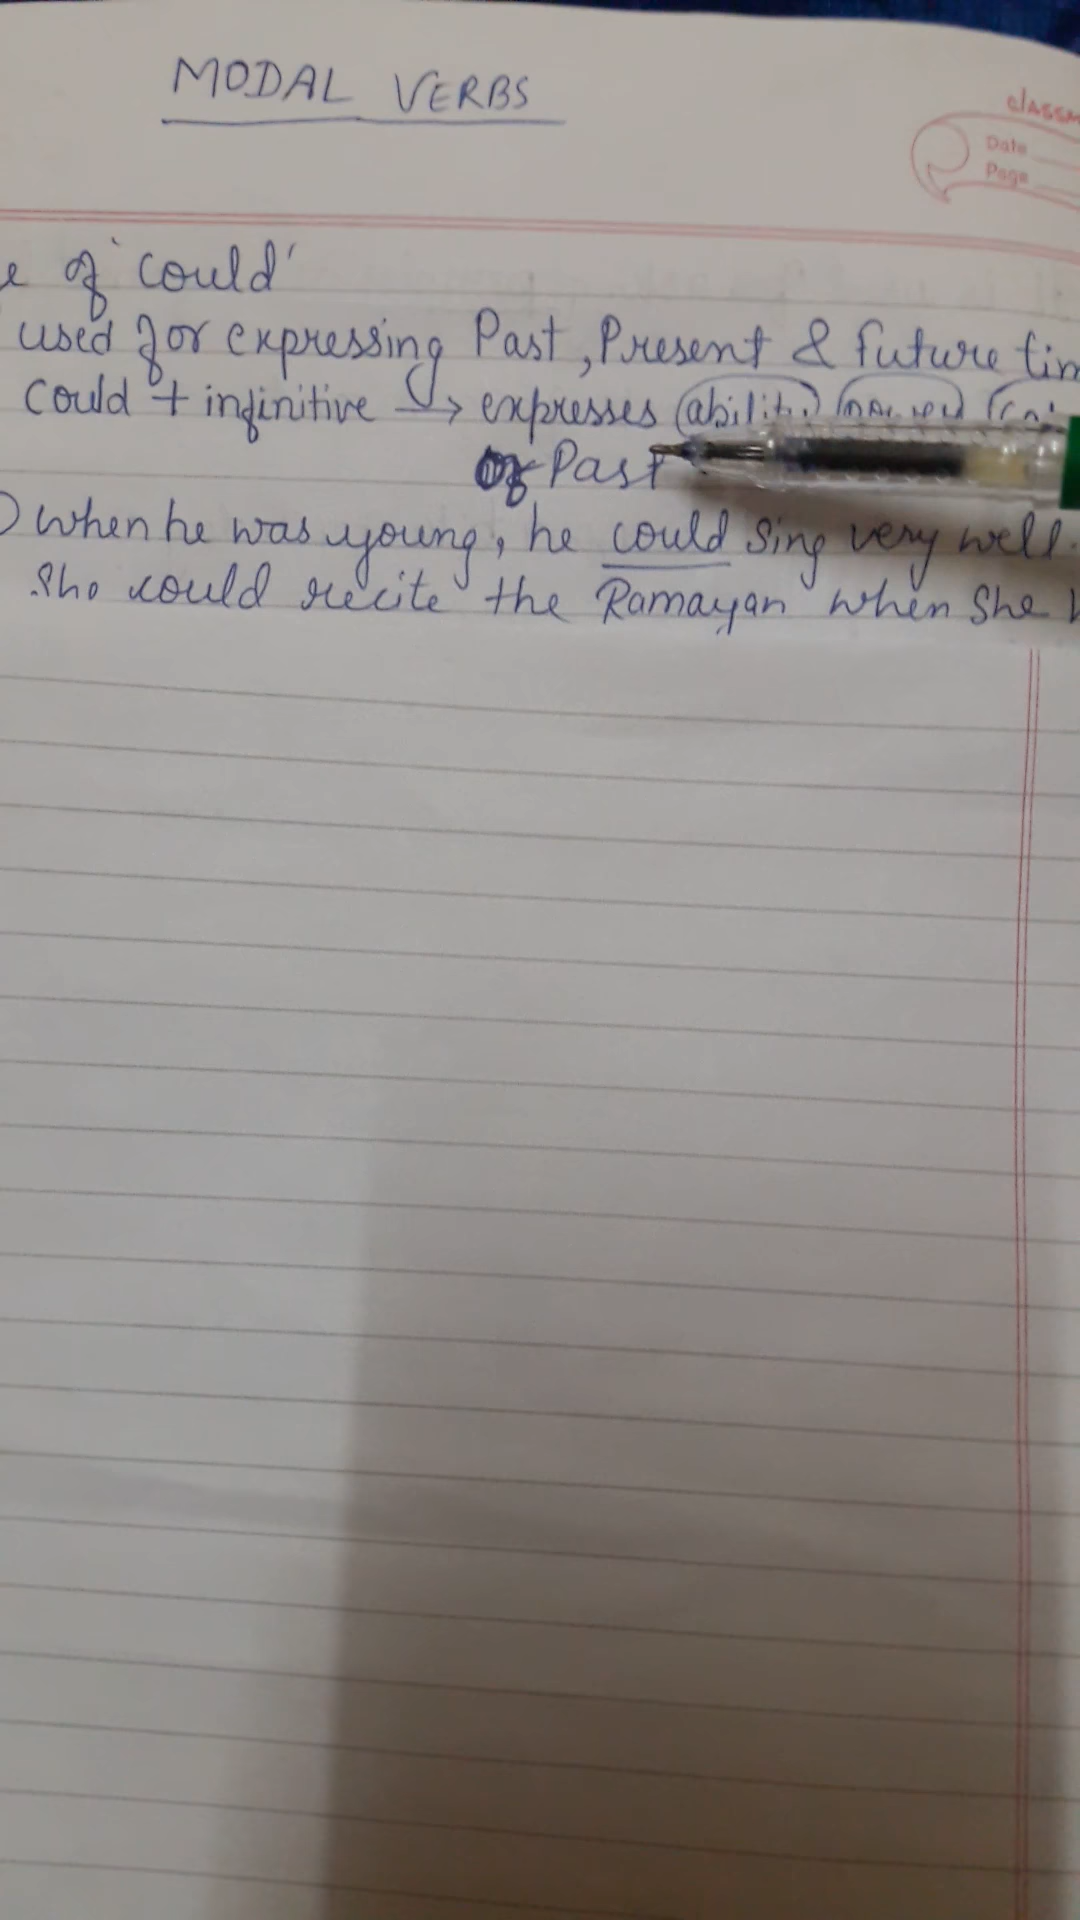 MODAL VERBS
Date
Page
of 'could'
used for expressing Past, Present & future
could + infinitive → expresses ability
of Past
when he was young, he could sing very well.
She could recite the Ramayan when She